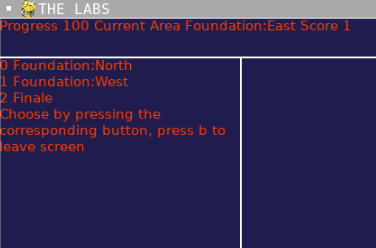 THE LABS
Progress 100 Current Area Foundation:East Score 1
0 Foundation:North
1 Foundation:West
2 Finale
Choose by pressing the
corresponding button, press b to
leave screen